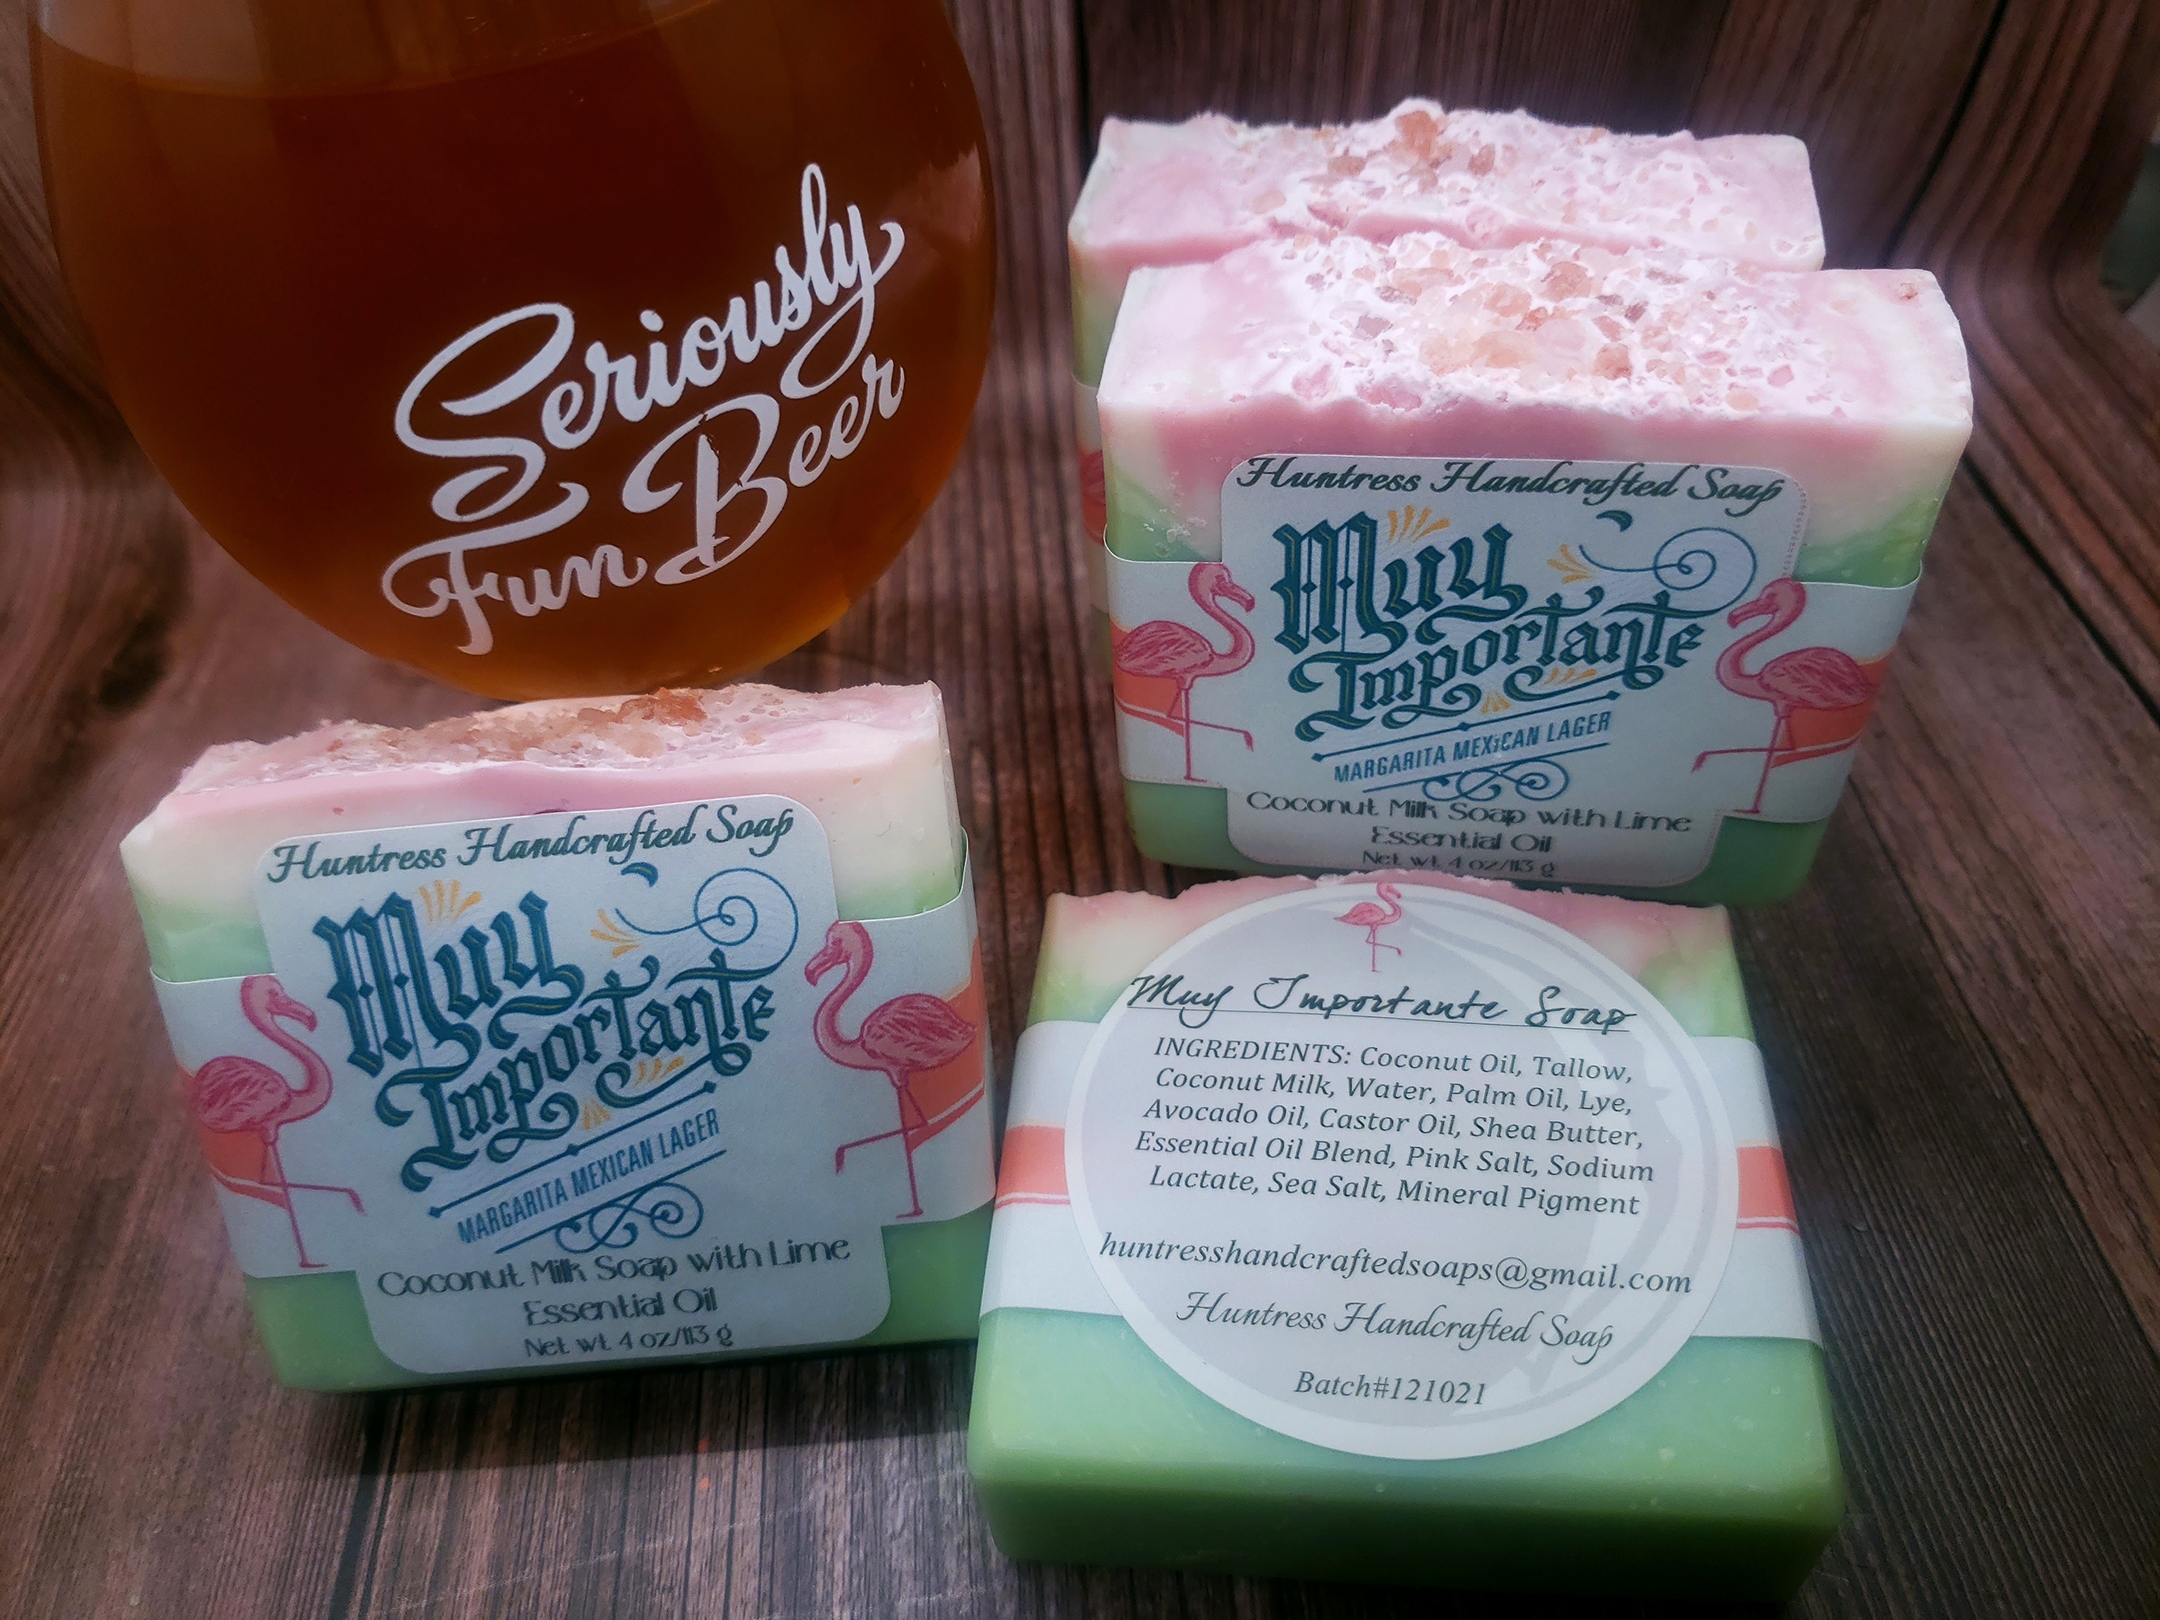 Seriously
Fun Beer
Huntress Handcrafted Soap
Muy
Importante
MARGARITA MEXICAN LAGER
Coconut Milk Soap with Lime
Essential Oil
Net wt 4 oz/113 g
Huntress Handcrafted Soap
Muy
Importante
MARGARITA MEXICAN LAGER
Coconut Milk Soap with Lime
Essential Oil
Net wt 4 oz/113 g
Muy Importante Soap
INGREDIENTS: Coconut Oil, Tallow,
Coconut Milk, Water, Palm Oil, Lye,
Avocado Oil, Castor Oil, Shea Butter,
Essential Oil Blend, Pink Salt, Sodium
Lactate, Sea Salt, Mineral Pigment
huntresshandcraftedsoaps@gmail.com
Huntress Handcrafted Soap
Batch#121021